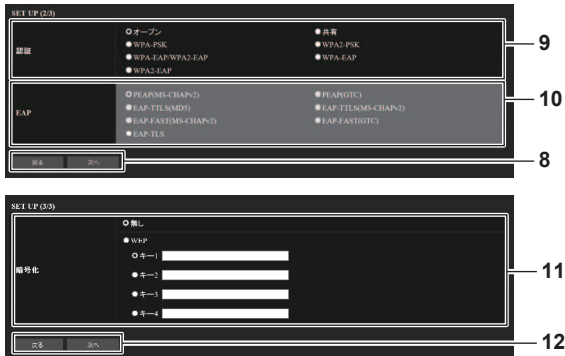 SET UP (2/3)
認証
オープン 共有
WPA-PSK WPA2-PSK
WPA-EAP/WPA2-EAP WPA-EAP
WPA2-EAP
9
EAP
PEAP(MS-CHAPv2) PEAP(GTC)
EAP-TTLS(MD5) EAP-TTLS(MS-CHAPv2)
EAP-FAST(MS-CHAPv2) EAP-FAST(GTC)
EAP-TLS
10
戻る 次へ
8
SET UP (3/3)
暗号化
無し
WEP
キー1
キー2
キー3
キー4
11
戻る 次へ
12